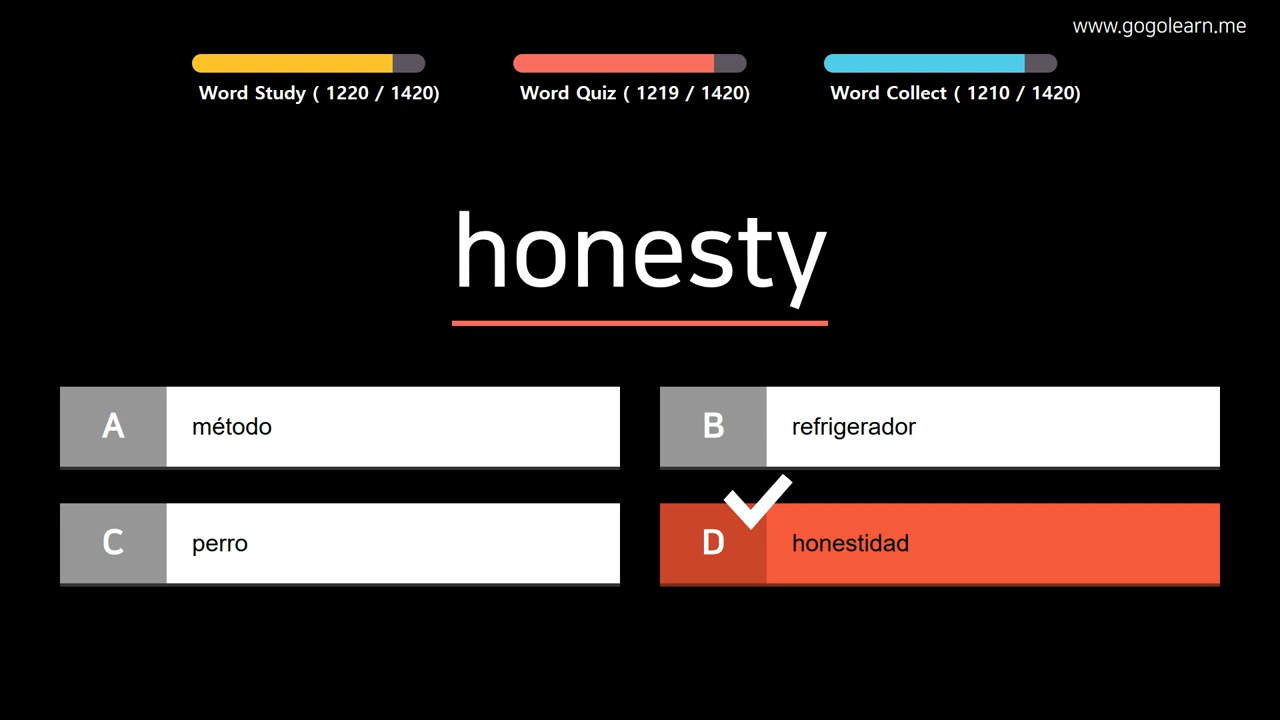 www.gogolearn.me
Word Study ( 1220 / 1420)
Word Quiz ( 1219 / 1420)
Word Collect ( 1210 / 1420)
honesty
A método
B refrigerador
C perro
D honestidad